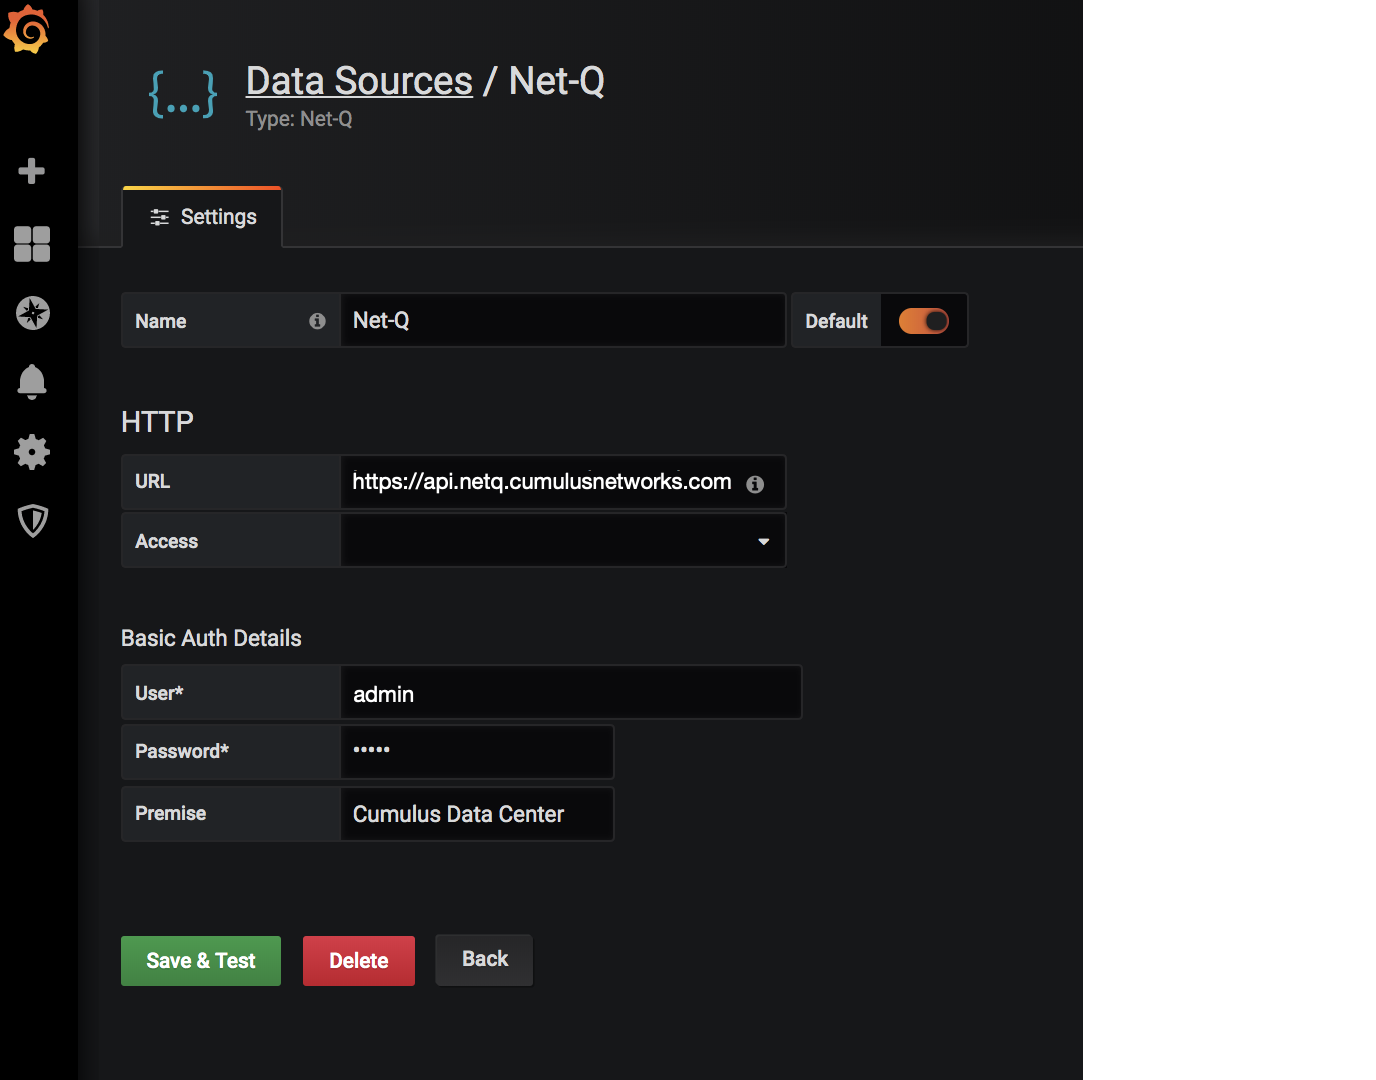 Data Sources / Net-Q
Type: Net-Q
Settings
Name Net-Q Default
HTTP
URL https://api.netq.cumulusnetworks.com
Access
Basic Auth Details
User* admin
Password* •••••
Premise Cumulus Data Center
Save & Test Delete Back